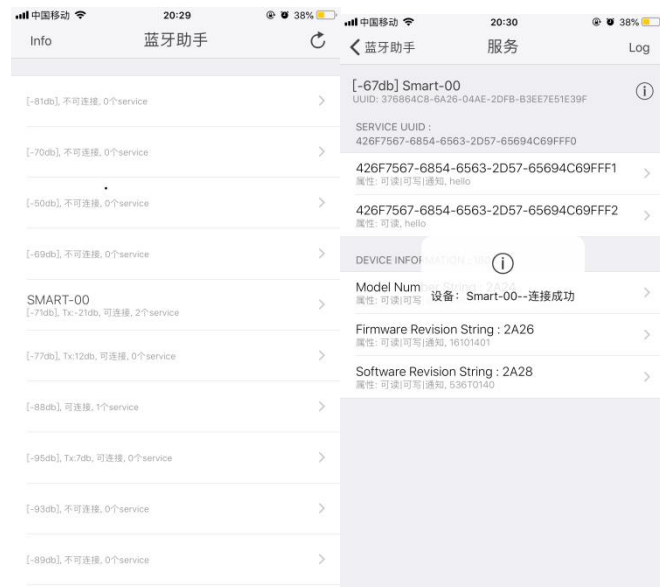 中国移动 20:29 38%
Info 蓝牙助手
[-81db], 不可连接, 0个service
[-70db], 不可连接, 0个service
[-50db], 不可连接, 0个service
[-69db], 不可连接, 0个service
SMART-00
[-71db], Tx:-21db, 可连接, 2个service
[-77db], Tx:12db, 可连接, 0个service
[-88db], 可连接, 1个service
[-95db], Tx:7db, 可连接, 0个service
[-93db], 不可连接, 0个service
[-89db], 不可连接, 0个service
中国移动 20:30 38%
蓝牙助手 服务 Log
[-67db] Smart-00
UUID: 376864C8-6A26-04AE-2DFB-B3EE7E51E39F
SERVICE UUID :
426F7567-6854-6563-2D57-65694C69FFF0
426F7567-6854-6563-2D57-65694C69FFF1
属性: 可读|可写|通知, hello
426F7567-6854-6563-2D57-65694C69FFF2
属性: 可读, hello
DEVICE INFORMATION
Model Number String : 2A24
属性: 可读|可写
设备：Smart-00--连接成功
Firmware Revision String : 2A26
属性: 可读|可写|通知, 16101401
Software Revision String : 2A28
属性: 可读|可写|通知, 536T0140